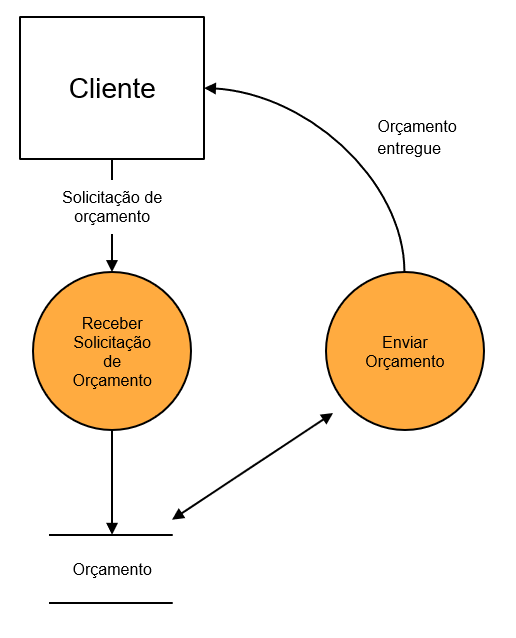 Cliente
Orçamento
entregue
Solicitação de
orçamento
Receber
Solicitação
de
Orçamento
Enviar
Orçamento
Orçamento